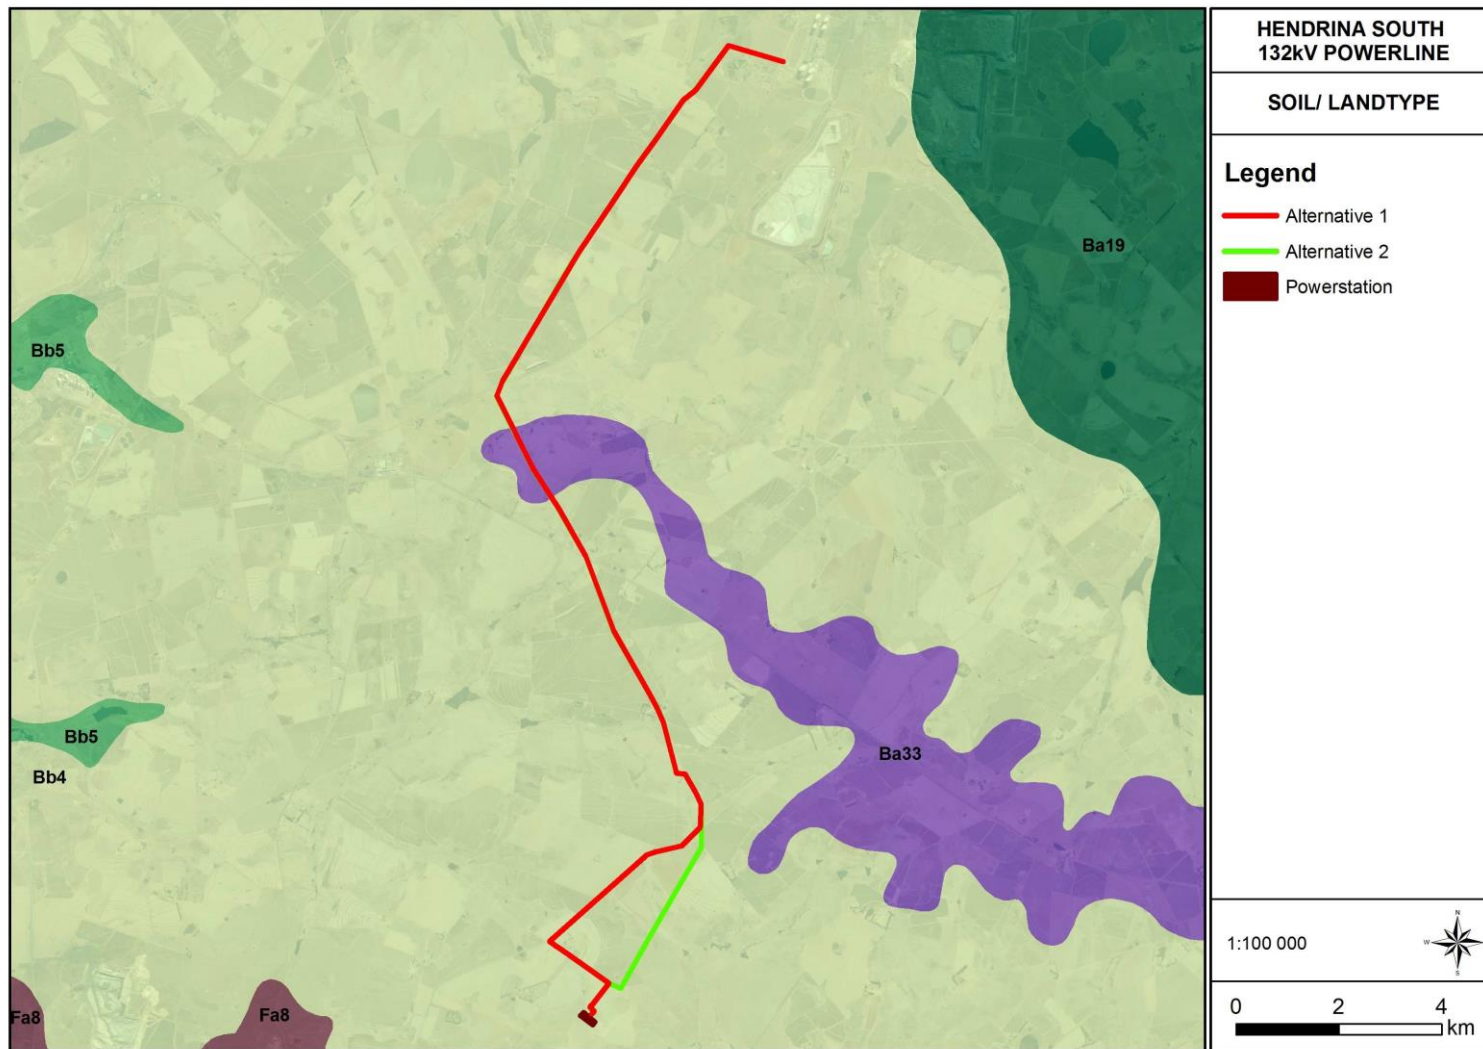 HENDRINA SOUTH
132kV POWERLINE
SOIL/ LANDTYPE
Legend
Alternative 1
Alternative 2
Powerstation
Ba19
Bb5
Bb5
Bb4
Ba33
Fa8
Fa8
1:100 000
N
W
S
0 2 4
km